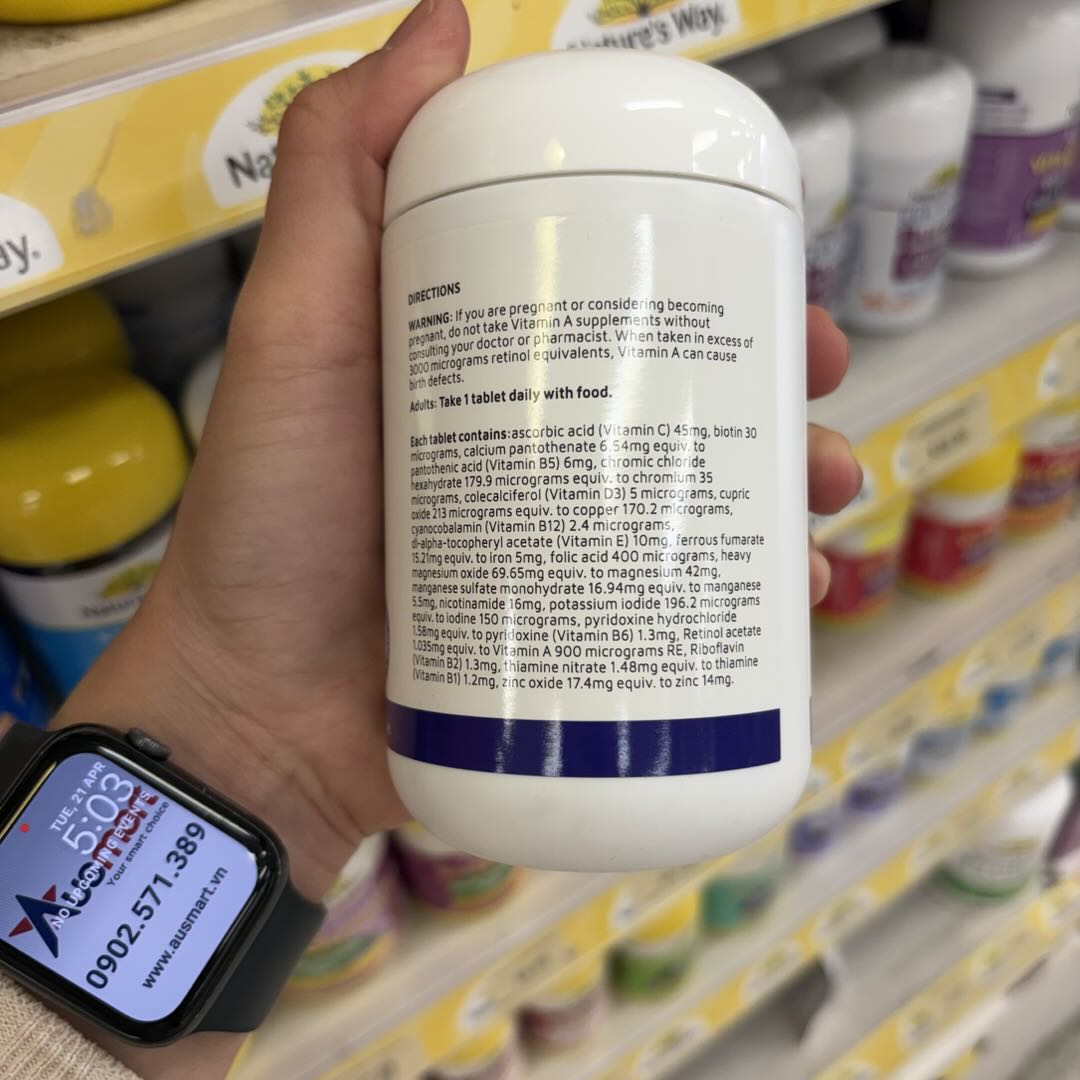 Nature's Way.
Na
ay.
DIRECTIONS
WARNING: If you are pregnant or considering becoming
pregnant, do not take Vitamin A supplements without
consulting your doctor or pharmacist. When taken in excess of
3000 micrograms retinol equivalents, Vitamin A can cause
birth defects.
Adults: Take 1 tablet daily with food.
Each tablet contains:ascorbic acid (Vitamin C) 45mg, biotin 30
micrograms, calcium pantothenate 6.54mg equiv. to
pantothenic acid (Vitamin B5) 6mg, chromic chloride
hexahydrate 179.9 micrograms equiv. to chromium 35
micrograms, colecalciferol (Vitamin D3) 5 micrograms, cupric
oxide 213 micrograms equiv. to copper 170.2 micrograms,
cyanocobalamin (Vitamin B12) 2.4 micrograms,
dl-alpha-tocopheryl acetate (Vitamin E) 10mg, ferrous fumarate
15.21mg equiv. to iron 5mg, folic acid 400 micrograms, heavy
magnesium oxide 69.65mg equiv. to magnesium 42mg,
manganese sulfate monohydrate 16.94mg equiv. to manganese
5.5mg, nicotinamide 16mg, potassium iodide 196.2 micrograms
equiv. to iodine 150 micrograms, pyridoxine hydrochloride
1.58mg equiv. to pyridoxine (Vitamin B6) 1.3mg, Retinol acetate
1.035mg equiv. to Vitamin A 900 micrograms RE, Riboflavin
(Vitamin B2) 1.3mg, thiamine nitrate 1.48mg equiv. to thiamine
(Vitamin B1) 1.2mg, zinc oxide 17.4mg equiv. to zinc 14mg.
TUE, 21 APR
5:03
NO UPCOMING EVENTS
Ausmart
Your smart choice
0902.571.389
www.ausmart.vn